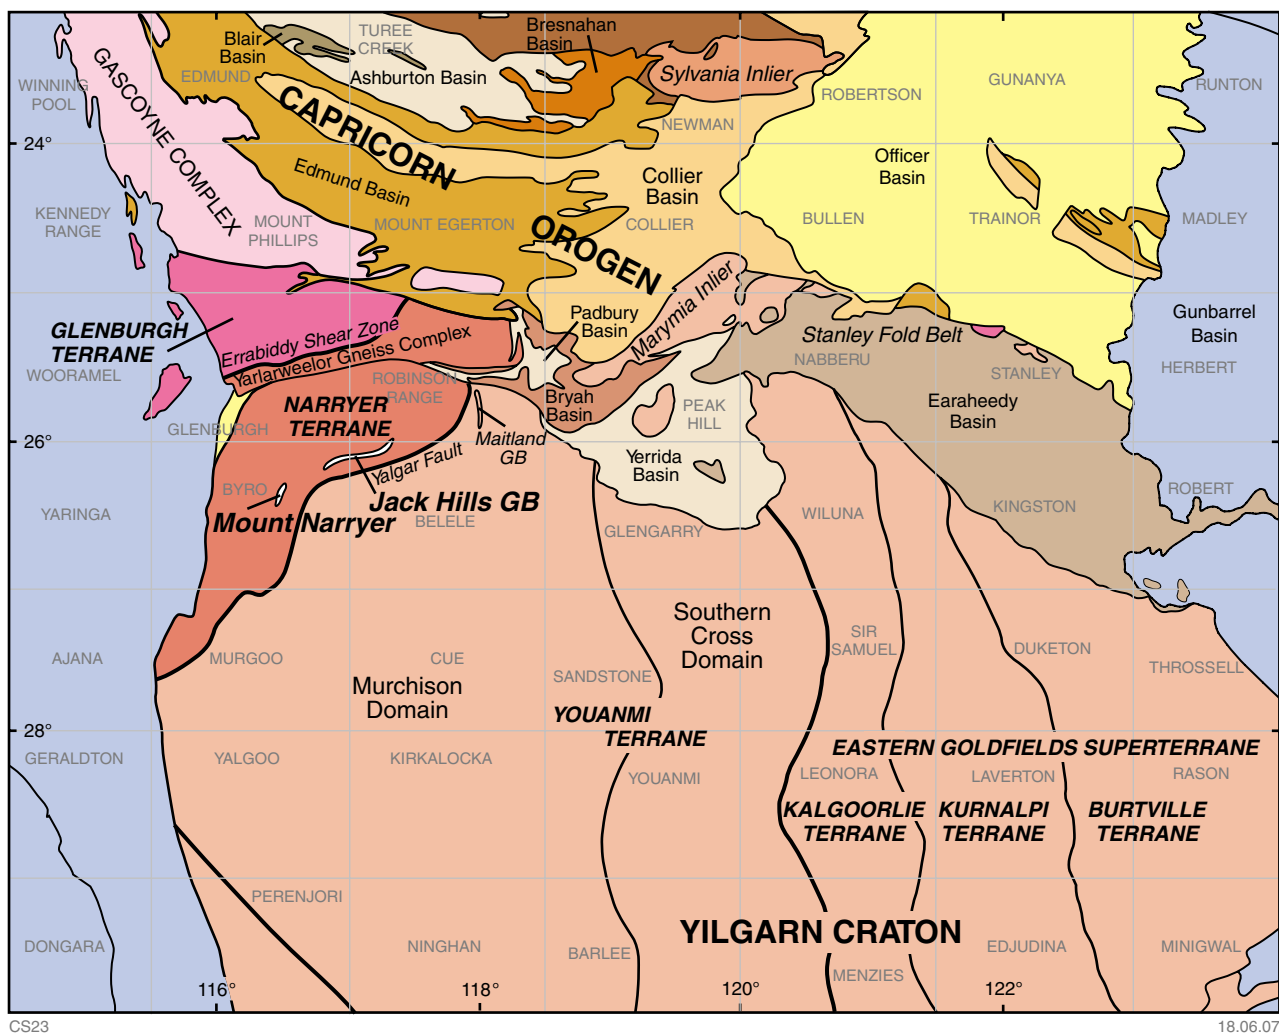 Blair
Basin
TUREE
CREEK
Bresnahan
Basin
EDMUND
Ashburton Basin
Sylvania Inlier
WINNING
POOL
GASCOYNE COMPLEX
CAPRICORN
ROBERTSON
GUNANYA
RUNTON
NEWMAN
24°
Edmund Basin
Collier
Basin
Officer
Basin
KENNEDY
RANGE
MOUNT
PHILLIPS
MOUNT EGERTON
OROGEN
COLLIER
BULLEN
TRAINOR
MADLEY
GLENBURGH
TERRANE
Errabiddy Shear Zone
Padbury
Basin
Marymia Inlier
Stanley Fold Belt
Gunbarrel
Basin
WOORAMEL
Yarlarweelor Gneiss Complex
NABBERU
STANLEY
HERBERT
ROBINSON
RANGE
NARRYER
TERRANE
Bryah
Basin
PEAK
HILL
Earaheedy
Basin
GLENBURGH
26°
Maitland
GB
Yalgar Fault
Yerrida
Basin
BYRO
Jack Hills GB
ROBERT
YARINGA
Mount Narryer
BELELE
GLENGARRY
WILUNA
KINGSTON
Southern
Cross
Domain
SIR
SAMUEL
AJANA
MURGOO
CUE
SANDSTONE
DUKETON
THROSSELL
Murchison
Domain
YOUANMI
TERRANE
28°
EASTERN GOLDFIELDS SUPERTERRANE
GERALDTON
YALGOO
KIRKALOCKA
YOUANMI
LEONORA
LAVERTON
RASON
KALGOORLIE
TERRANE
KURNALPI
TERRANE
BURTVILLE
TERRANE
PERENJORI
YILGARN CRATON
DONGARA
NINGHAN
BARLEE
EDJUDINA
MINIGWAL
MENZIES
116°
118°
120°
122°
CS23
18.06.07